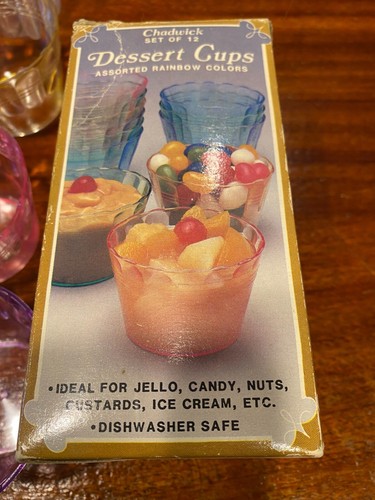 Chadwick
SET OF 12
Dessert Cups
ASSORTED RAINBOW COLORS
•IDEAL FOR JELLO, CANDY, NUTS,
CUSTARDS, ICE CREAM, ETC.
•DISHWASHER SAFE